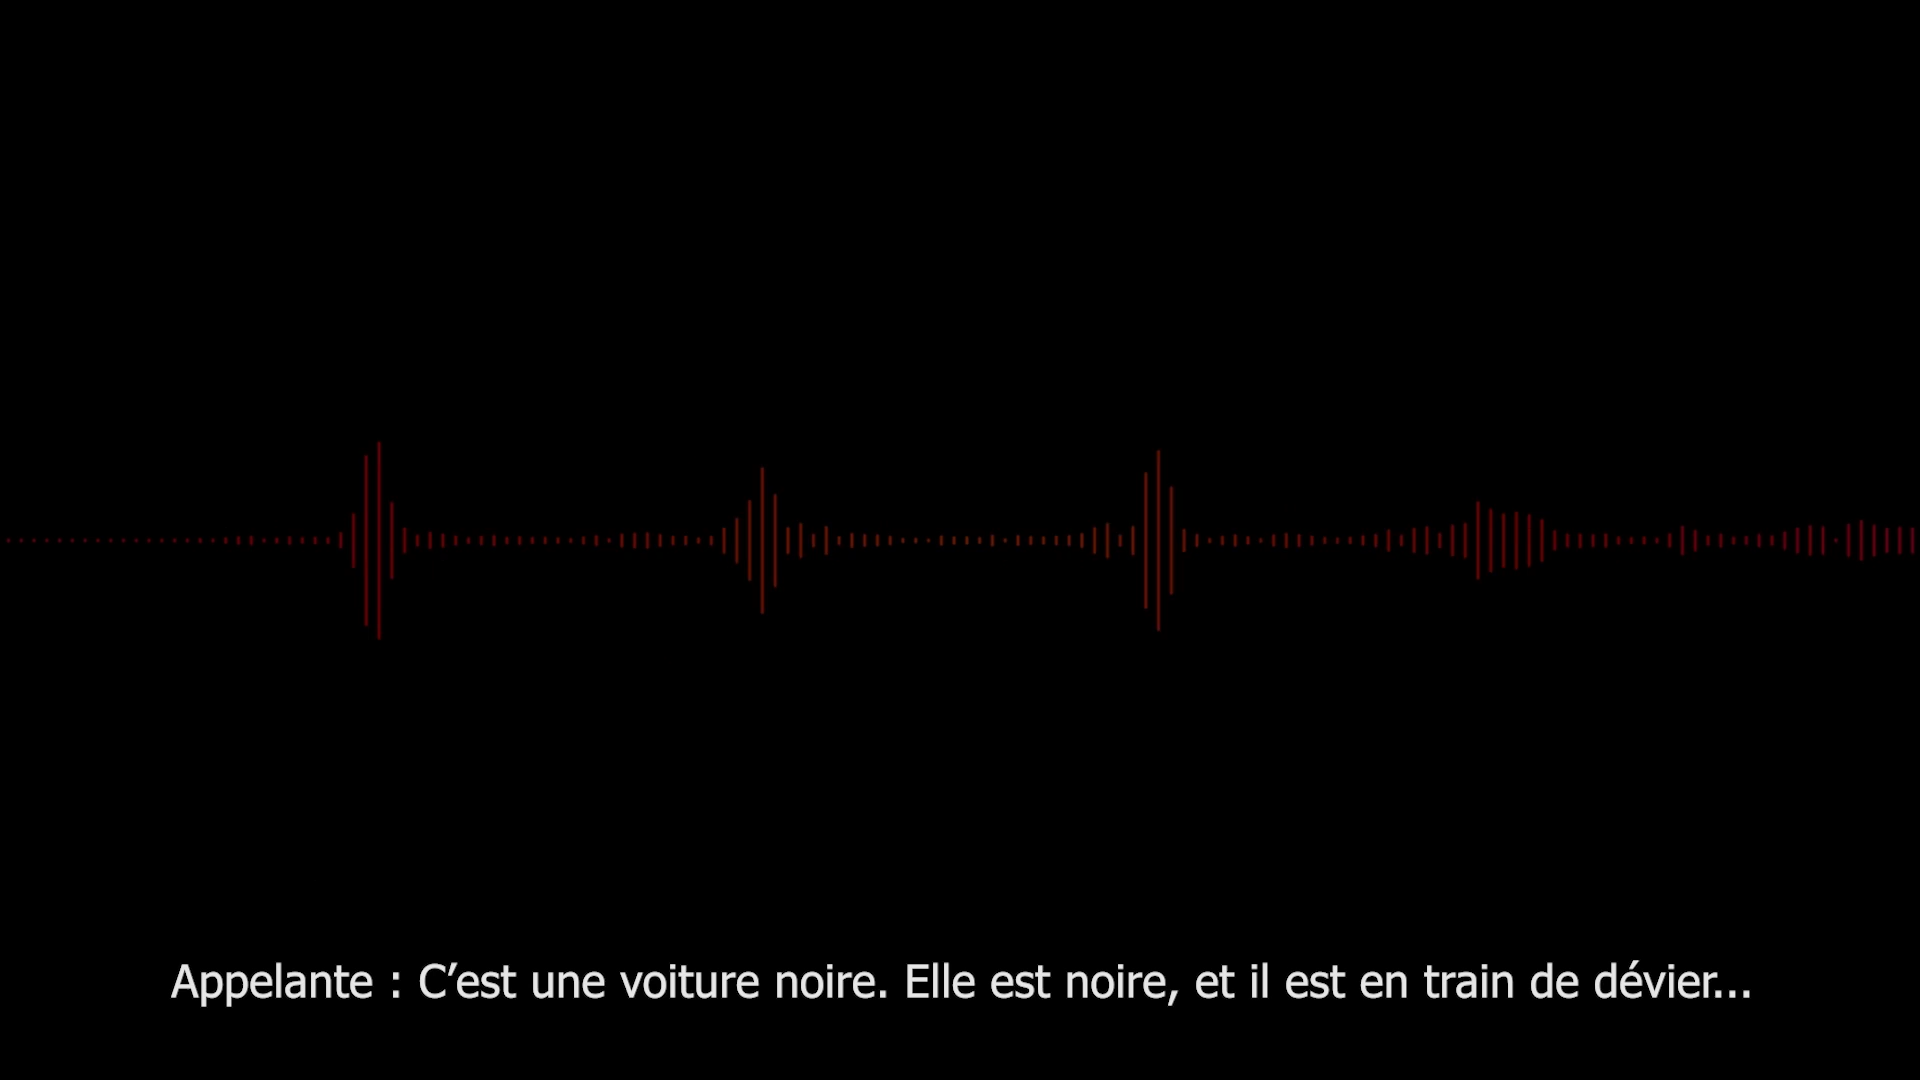 Appelante : C’est une voiture noire. Elle est noire, et il est en train de dévier...